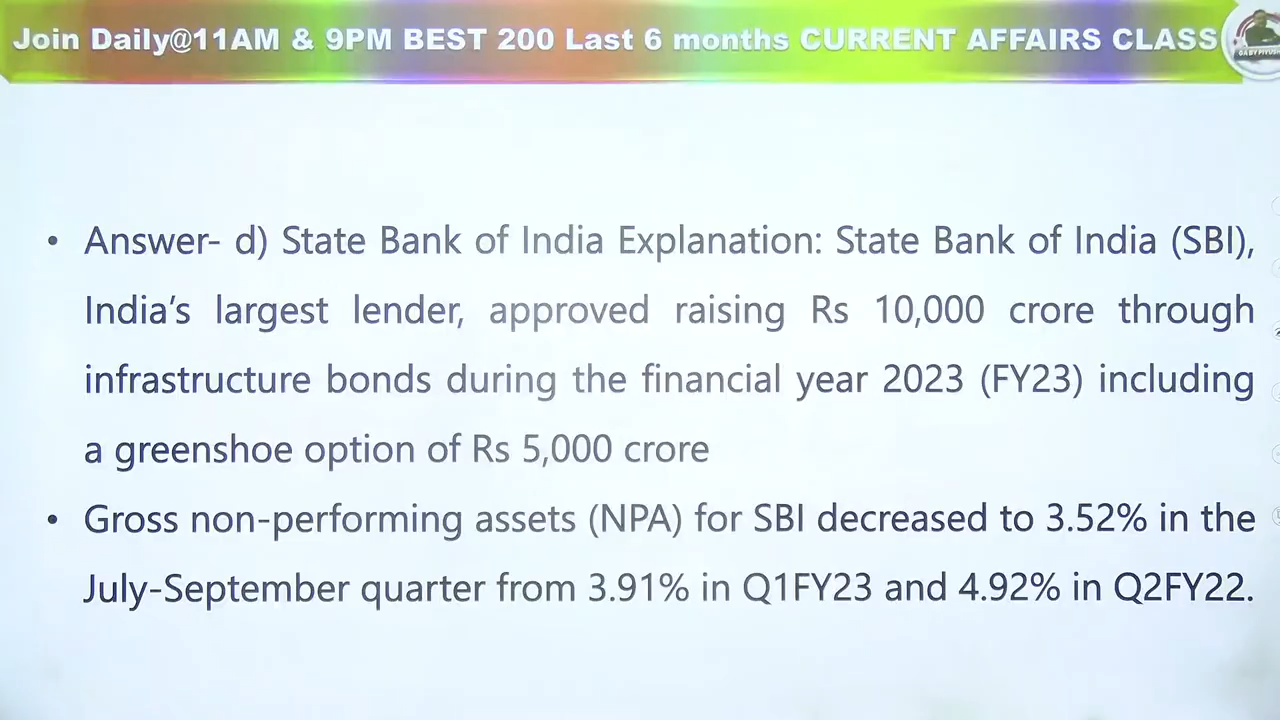 Join Daily@11AM & 9PM BEST 200 Last 6 months CURRENT AFFAIRS CLASS
• Answer- d) State Bank of India Explanation: State Bank of India (SBI),
India’s largest lender, approved raising Rs 10,000 crore through
infrastructure bonds during the financial year 2023 (FY23) including
a greenshoe option of Rs 5,000 crore
• Gross non-performing assets (NPA) for SBI decreased to 3.52% in the
July-September quarter from 3.91% in Q1FY23 and 4.92% in Q2FY22.